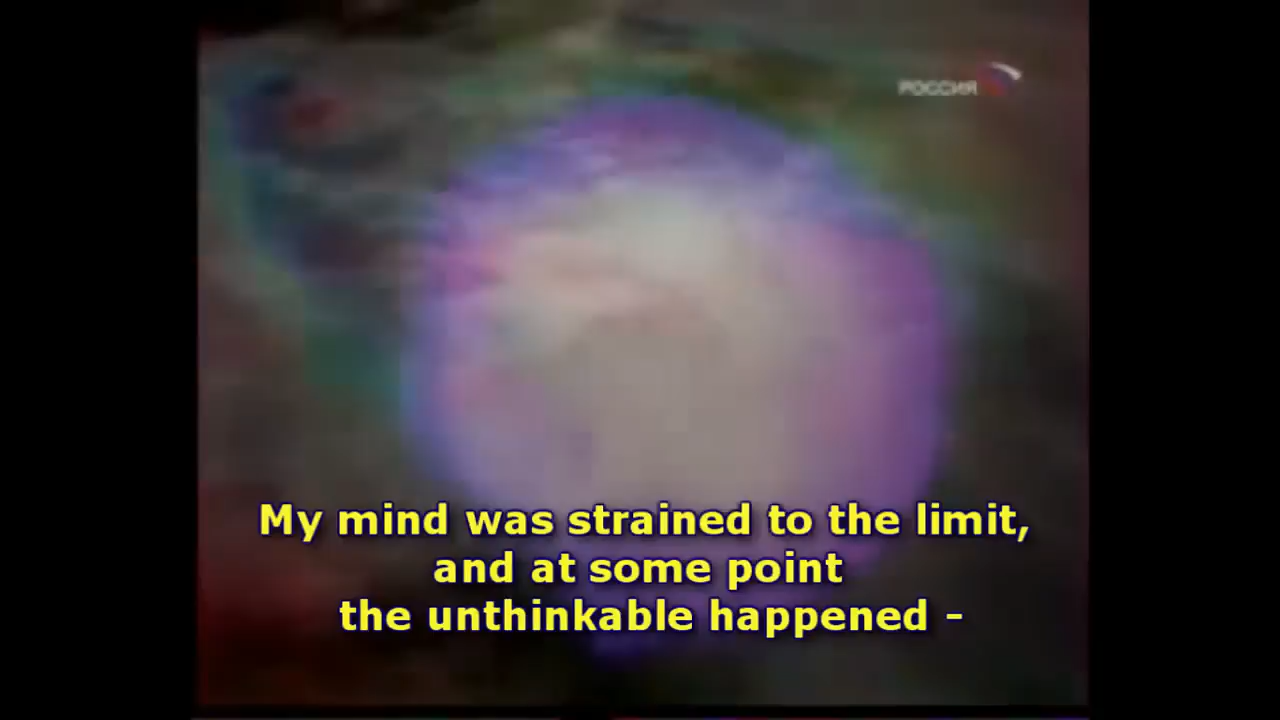 РОССИЯ
My mind was strained to the limit,
and at some point
the unthinkable happened -